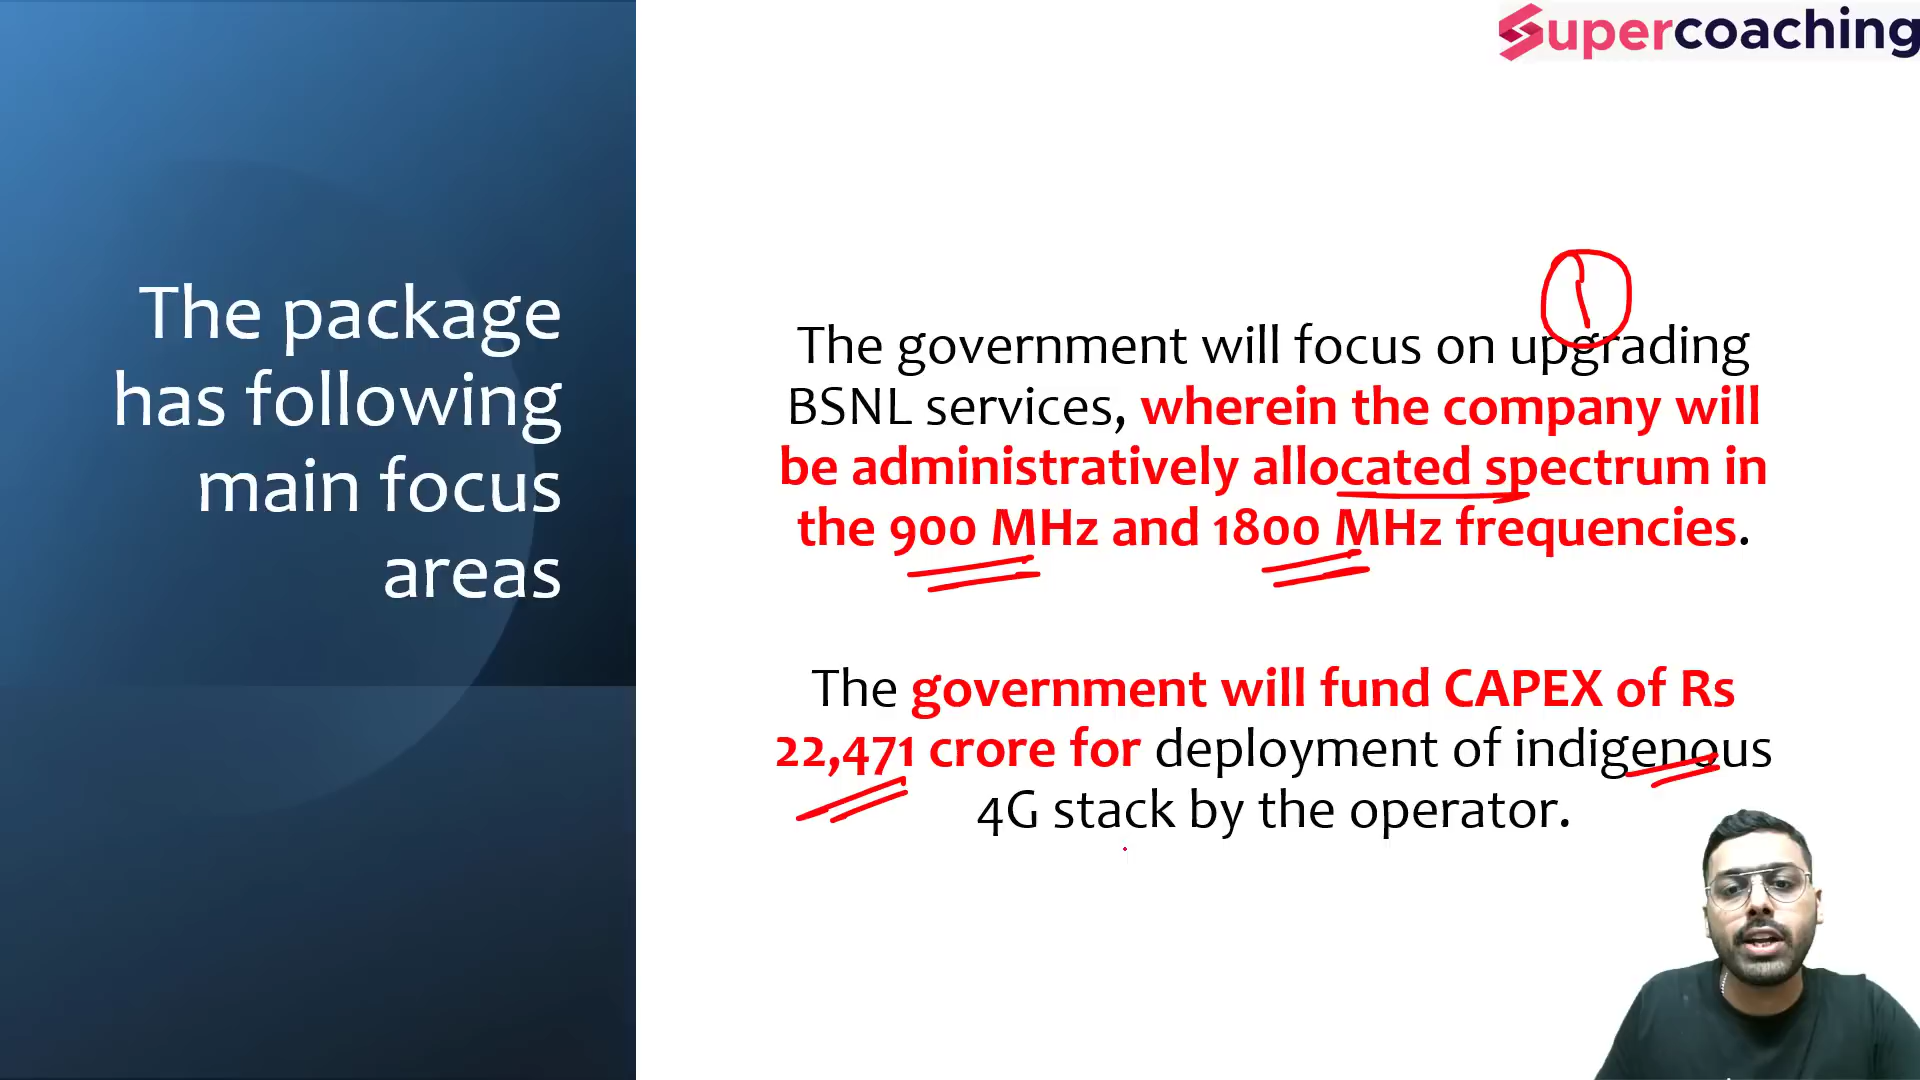 Supercoaching
The package
has following
main focus
areas
1
The government will focus on upgrading
BSNL services, wherein the company will
be administratively allocated spectrum in
the 900 MHz and 1800 MHz frequencies.
The government will fund CAPEX of Rs
22,471 crore for deployment of indigenous
4G stack by the operator.